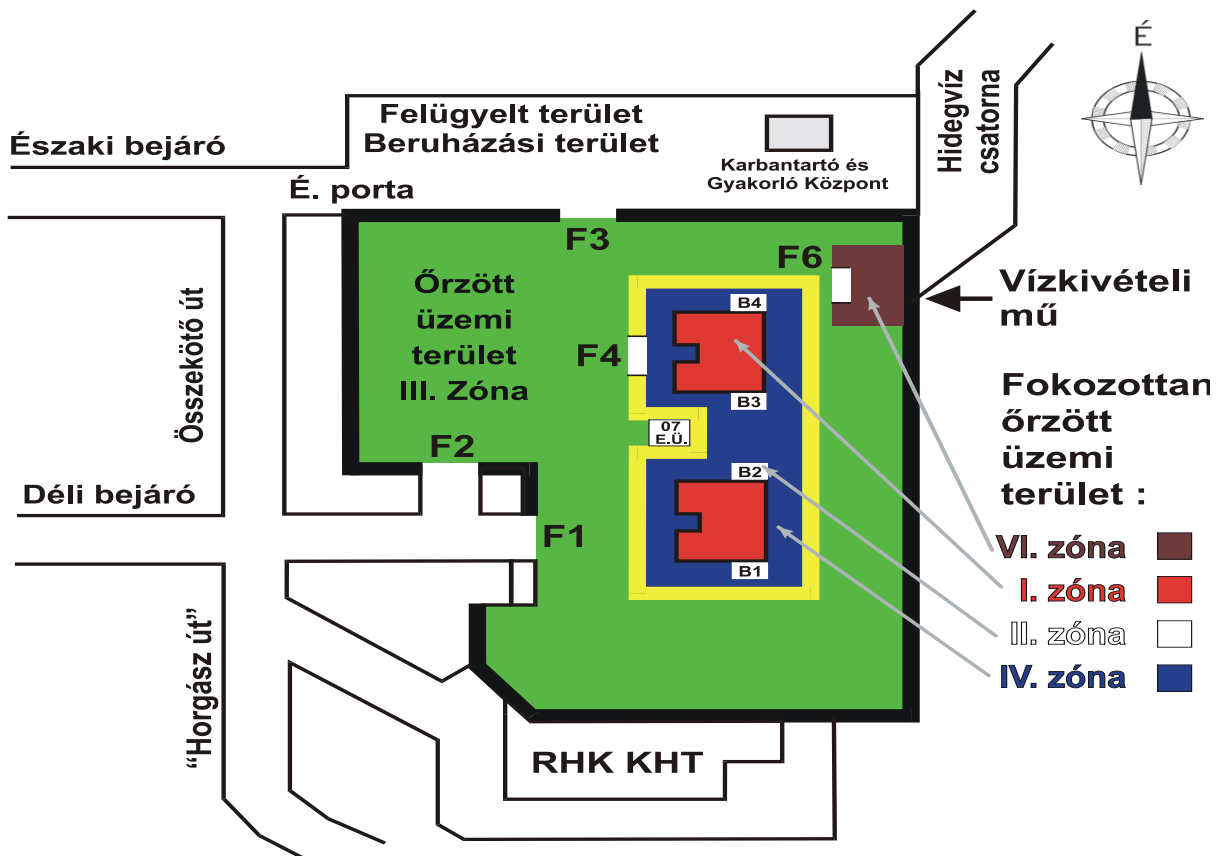 É
Hidegvíz
csatorna
Felügyelt terület
Beruházási terület
Északi bejáró
Karbantartó és
Gyakorló Központ
É. porta
F3
F6
Őrzött
üzemi
terület
III. Zóna
Vízkivételi
mű
B4
F4
B3
Összekötő út
Fokozottan
őrzött
üzemi
terület :
07
E.Ü.
F2
B2
Déli bejáró
F1
B1
VI. zóna
I. zóna
II. zóna
IV. zóna
“Horgász út”
RHK KHT